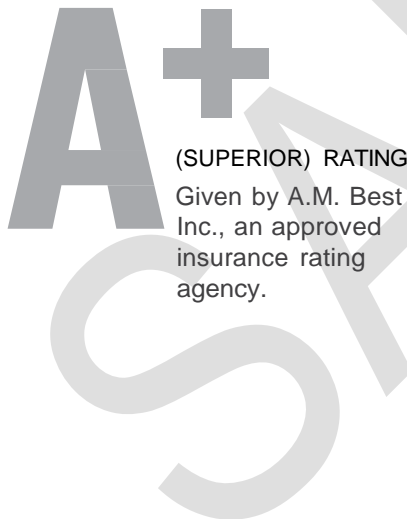 A+
(SUPERIOR) RATING
Given by A.M. Best
Inc., an approved
insurance rating
agency.
SA